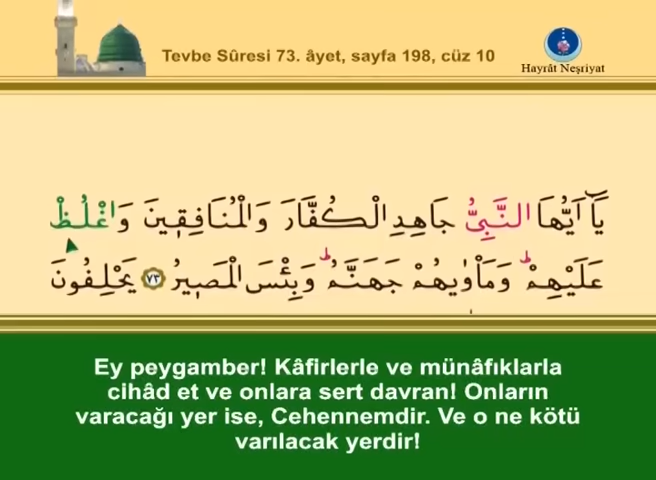 Tevbe Sûresi 73. âyet, sayfa 198, cüz 10
Hayrât Neşriyat
يَٓا اَيُّهَا النَّبِيُّ جَاهِدِ الْكُفَّارَ وَالْمُنَافِقٖينَ وَاغْلُظْ
عَلَيْهِمْۜ وَمَاْوٰيهُمْ جَهَنَّمُۜ وَبِئْسَ الْمَصٖيرُ ﴿٧٣﴾ يَحْلِفُونَ
Ey peygamber! Kâfirlerle ve münâfıklarla
cihâd et ve onlara sert davran! Onların
varacağı yer ise, Cehennemdir. Ve o ne kötü
varılacak yerdir!